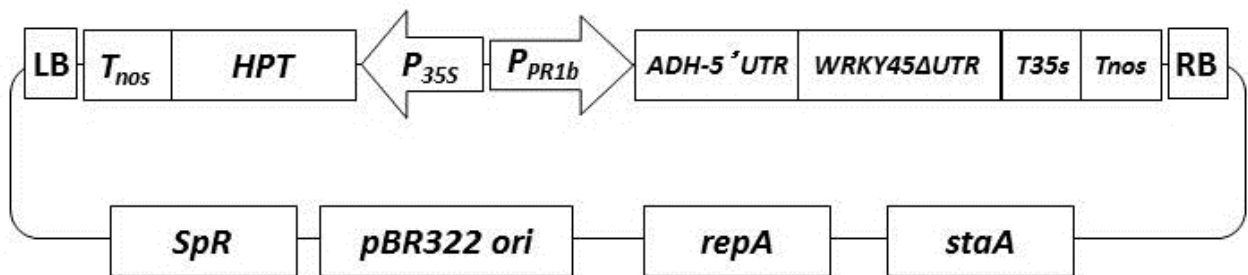 LB Tnos HPT P35S PPR1b ADH-5´UTR WRKY45ΔUTR T35s Tnos RB
SpR pBR322 ori repA staA